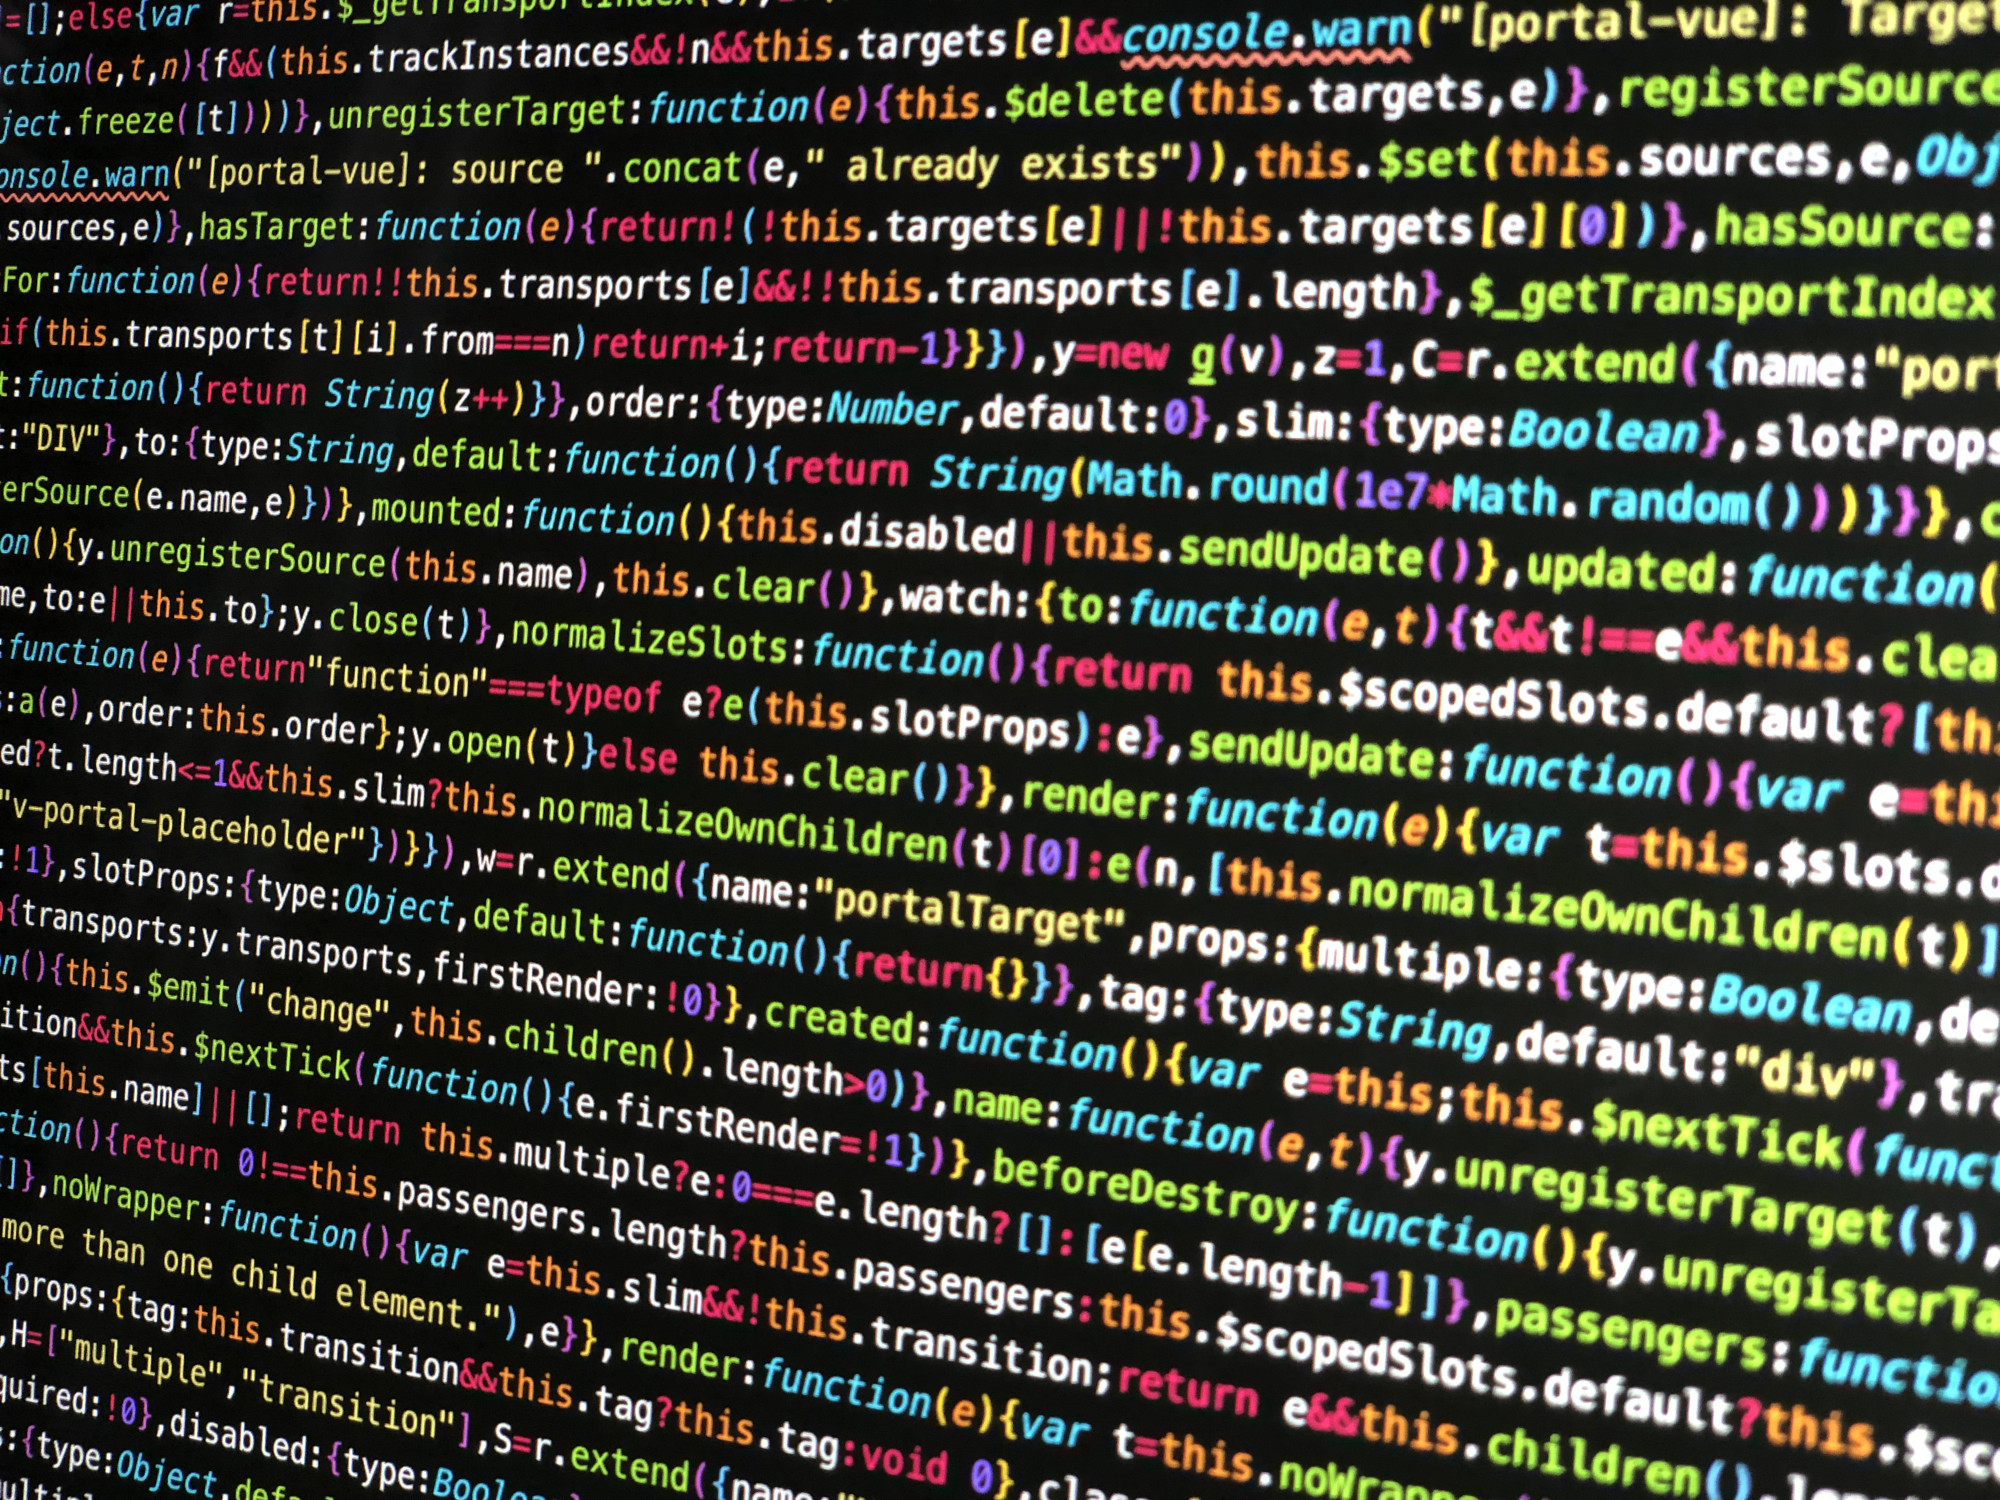 =[];else{var r=this.$_getTransportIndex(
ction(e,t,n){f&&(this.trackInstances&&!n&&this.targets[e]&&console.warn("[portal-vue]: Target
ject.freeze([t])))},unregisterTarget:function(e){this.$delete(this.targets,e)},registerSource
onsole.warn("[portal-vue]: source ".concat(e," already exists")),this.$set(this.sources,e,Obj
sources,e)},hasTarget:function(e){return!(!this.targets[e]||!this.targets[e][0])},hasSource:
For:function(e){return!!this.transports[e]&&!!this.transports[e].length},$_getTransportIndex
if(this.transports[t][i].from===n)return+i;return-1}}}),y=new g(v),z=1,C=r.extend({name:"port
t:function(){return String(z++)}},order:{type:Number,default:0},slim:{type:Boolean},slotProps
t:"DIV"},to:{type:String,default:function(){return String(Math.round(1e7*Math.random()))}}},c
erSource(e.name,e)})},mounted:function(){this.disabled||this.sendUpdate()},updated:function(
on(){y.unregisterSource(this.name),this.clear()},watch:{to:function(e,t){t&&t!==e&&this.clea
me,to:e||this.to};y.close(t)},normalizeSlots:function(){return this.$scopedSlots.default?[thi
:function(e){return"function"===typeof e?e(this.slotProps):e},sendUpdate:function(){var e=thi
s:a(e),order:this.order};y.open(t)}else this.clear()}},render:function(e){var t=this.$slots.d
ed?t.length<=1&&this.slim?this.normalizeOwnChildren(t)[0]:e(n,[this.normalizeOwnChildren(t)]
"v-portal-placeholder"})}}),w=r.extend({name:"portalTarget",props:{multiple:{type:Boolean,de
:!1},slotProps:{type:Object,default:function(){return{}}},tag:{type:String,default:"div"},tra
{transports:y.transports,firstRender:!0}},created:function(){var e=this;this.$nextTick(funct
n(){this.$emit("change",this.children().length>0)},name:function(e,t){y.unregisterTarget(t),
ition&&this.$nextTick(function(){e.firstRender=!1})},beforeDestroy:function(){y.unregisterTa
ts[this.name]||[];return this.multiple?e:0===e.length?[]:[e[e.length-1]]},passengers:functio
ction(){return 0!==this.passengers.length?this.passengers:this.$scopedSlots.default?this.$sc
[]},noWrapper:function(){var e=this.slim&&!this.transition;return e&&this.children().len
more than one child element."),e}},render:function(e){var t=this.noWrapper
{props:{tag:this.transition&&this.tag?this.tag:void 0},clas
,H=["multiple","transition"],S=r.extend({name:"
quired:!0},disabled:{type:Boolean
s:{type:Object,defa
ultipl